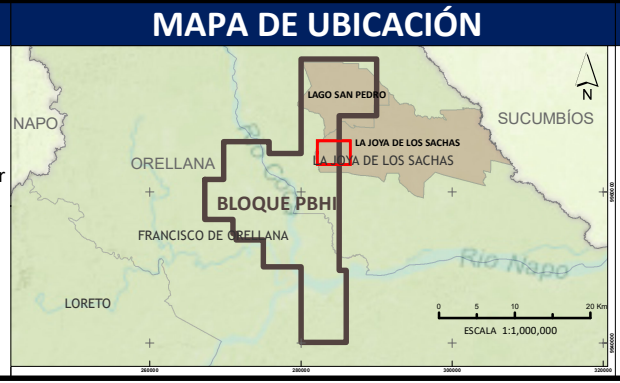 MAPA DE UBICACIÓN
LAGO SAN PEDRO
N
NAPO
SUCUMBÍOS
LA JOYA DE LOS SACHAS
ORELLANA
LA JOYA DE LOS SACHAS
r
Rio Coca
BLOQUE PBHI
FRANCISCO DE ORELLANA
Rio Napo
LORETO
0 5 10 20 Km
ESCALA 1:1,000,000
260000 280000 300000 320000